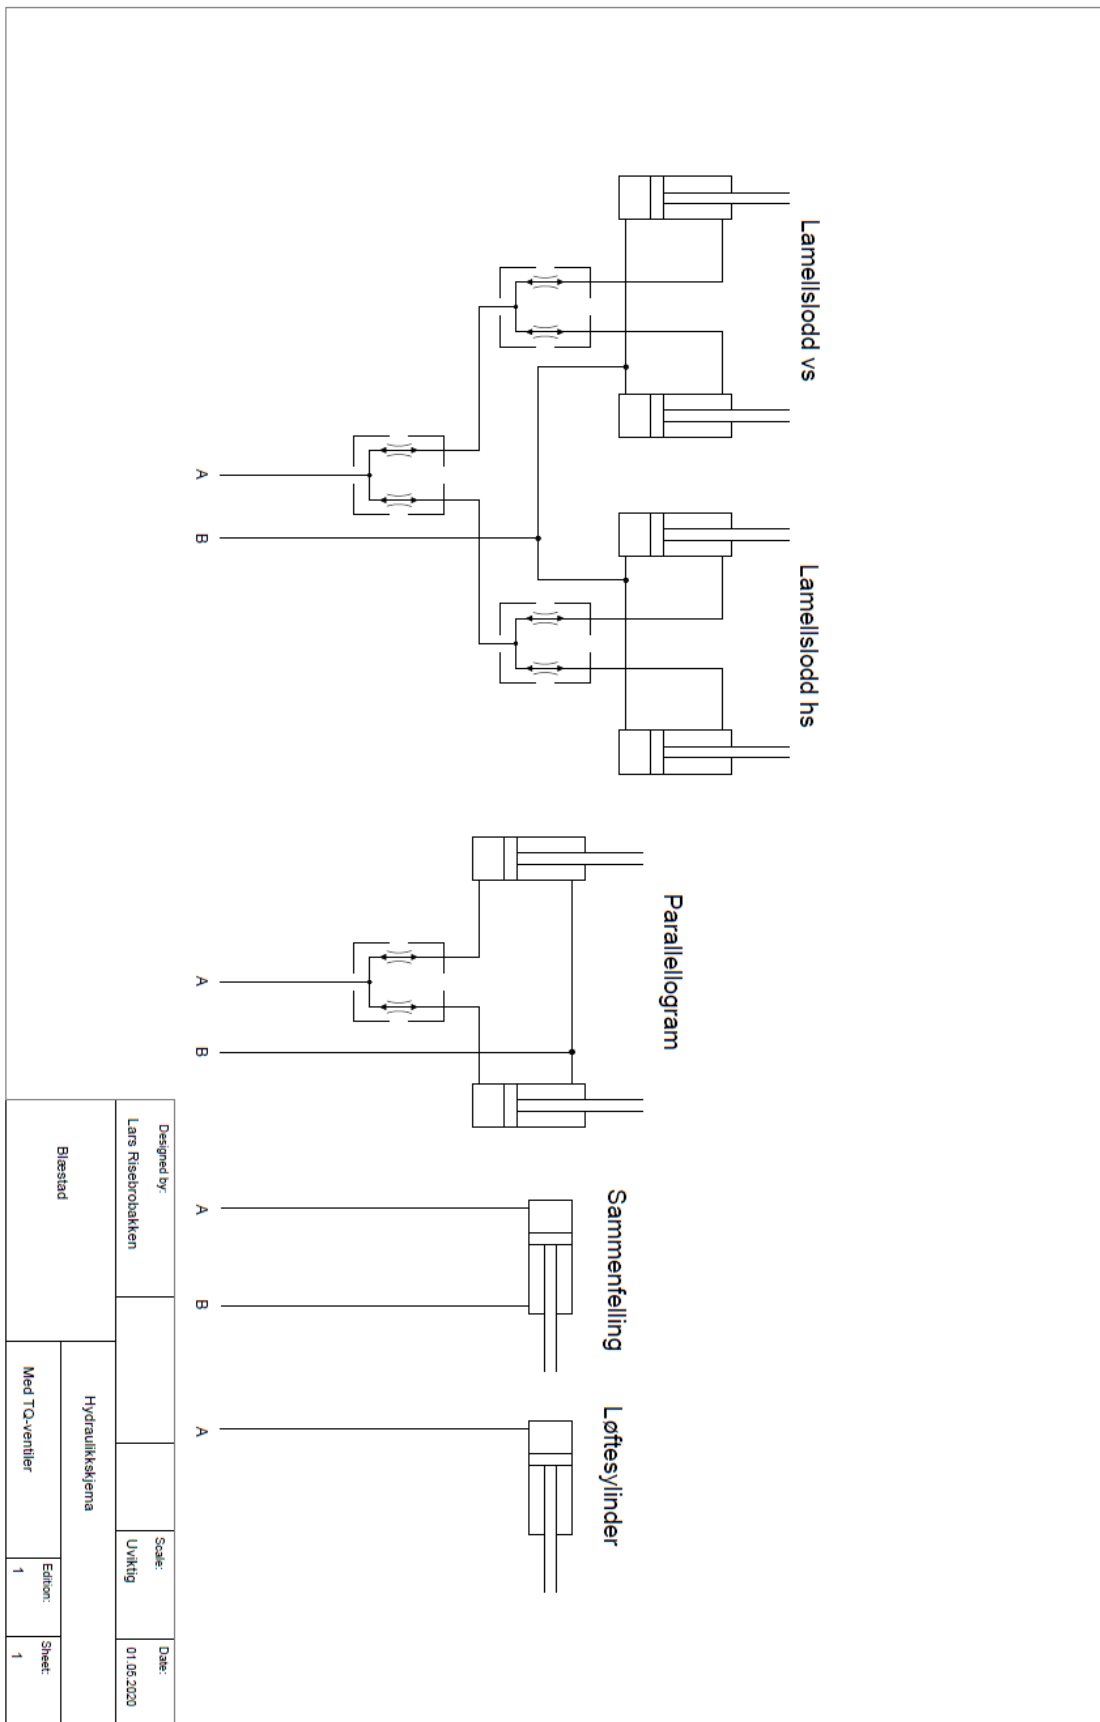 Lamellslodd vs
Lamellslodd hs
Parallellogram
Sammenfelling
Løftesylinder
A
B
A
B
A
B
A
Designed by:
Lars Risebrobakken
Scale:
Uviktig
Date:
01.05.2020
Blæstad
Hydraulikkskjema
Med TQ-ventiler
Edition:
1
Sheet:
1